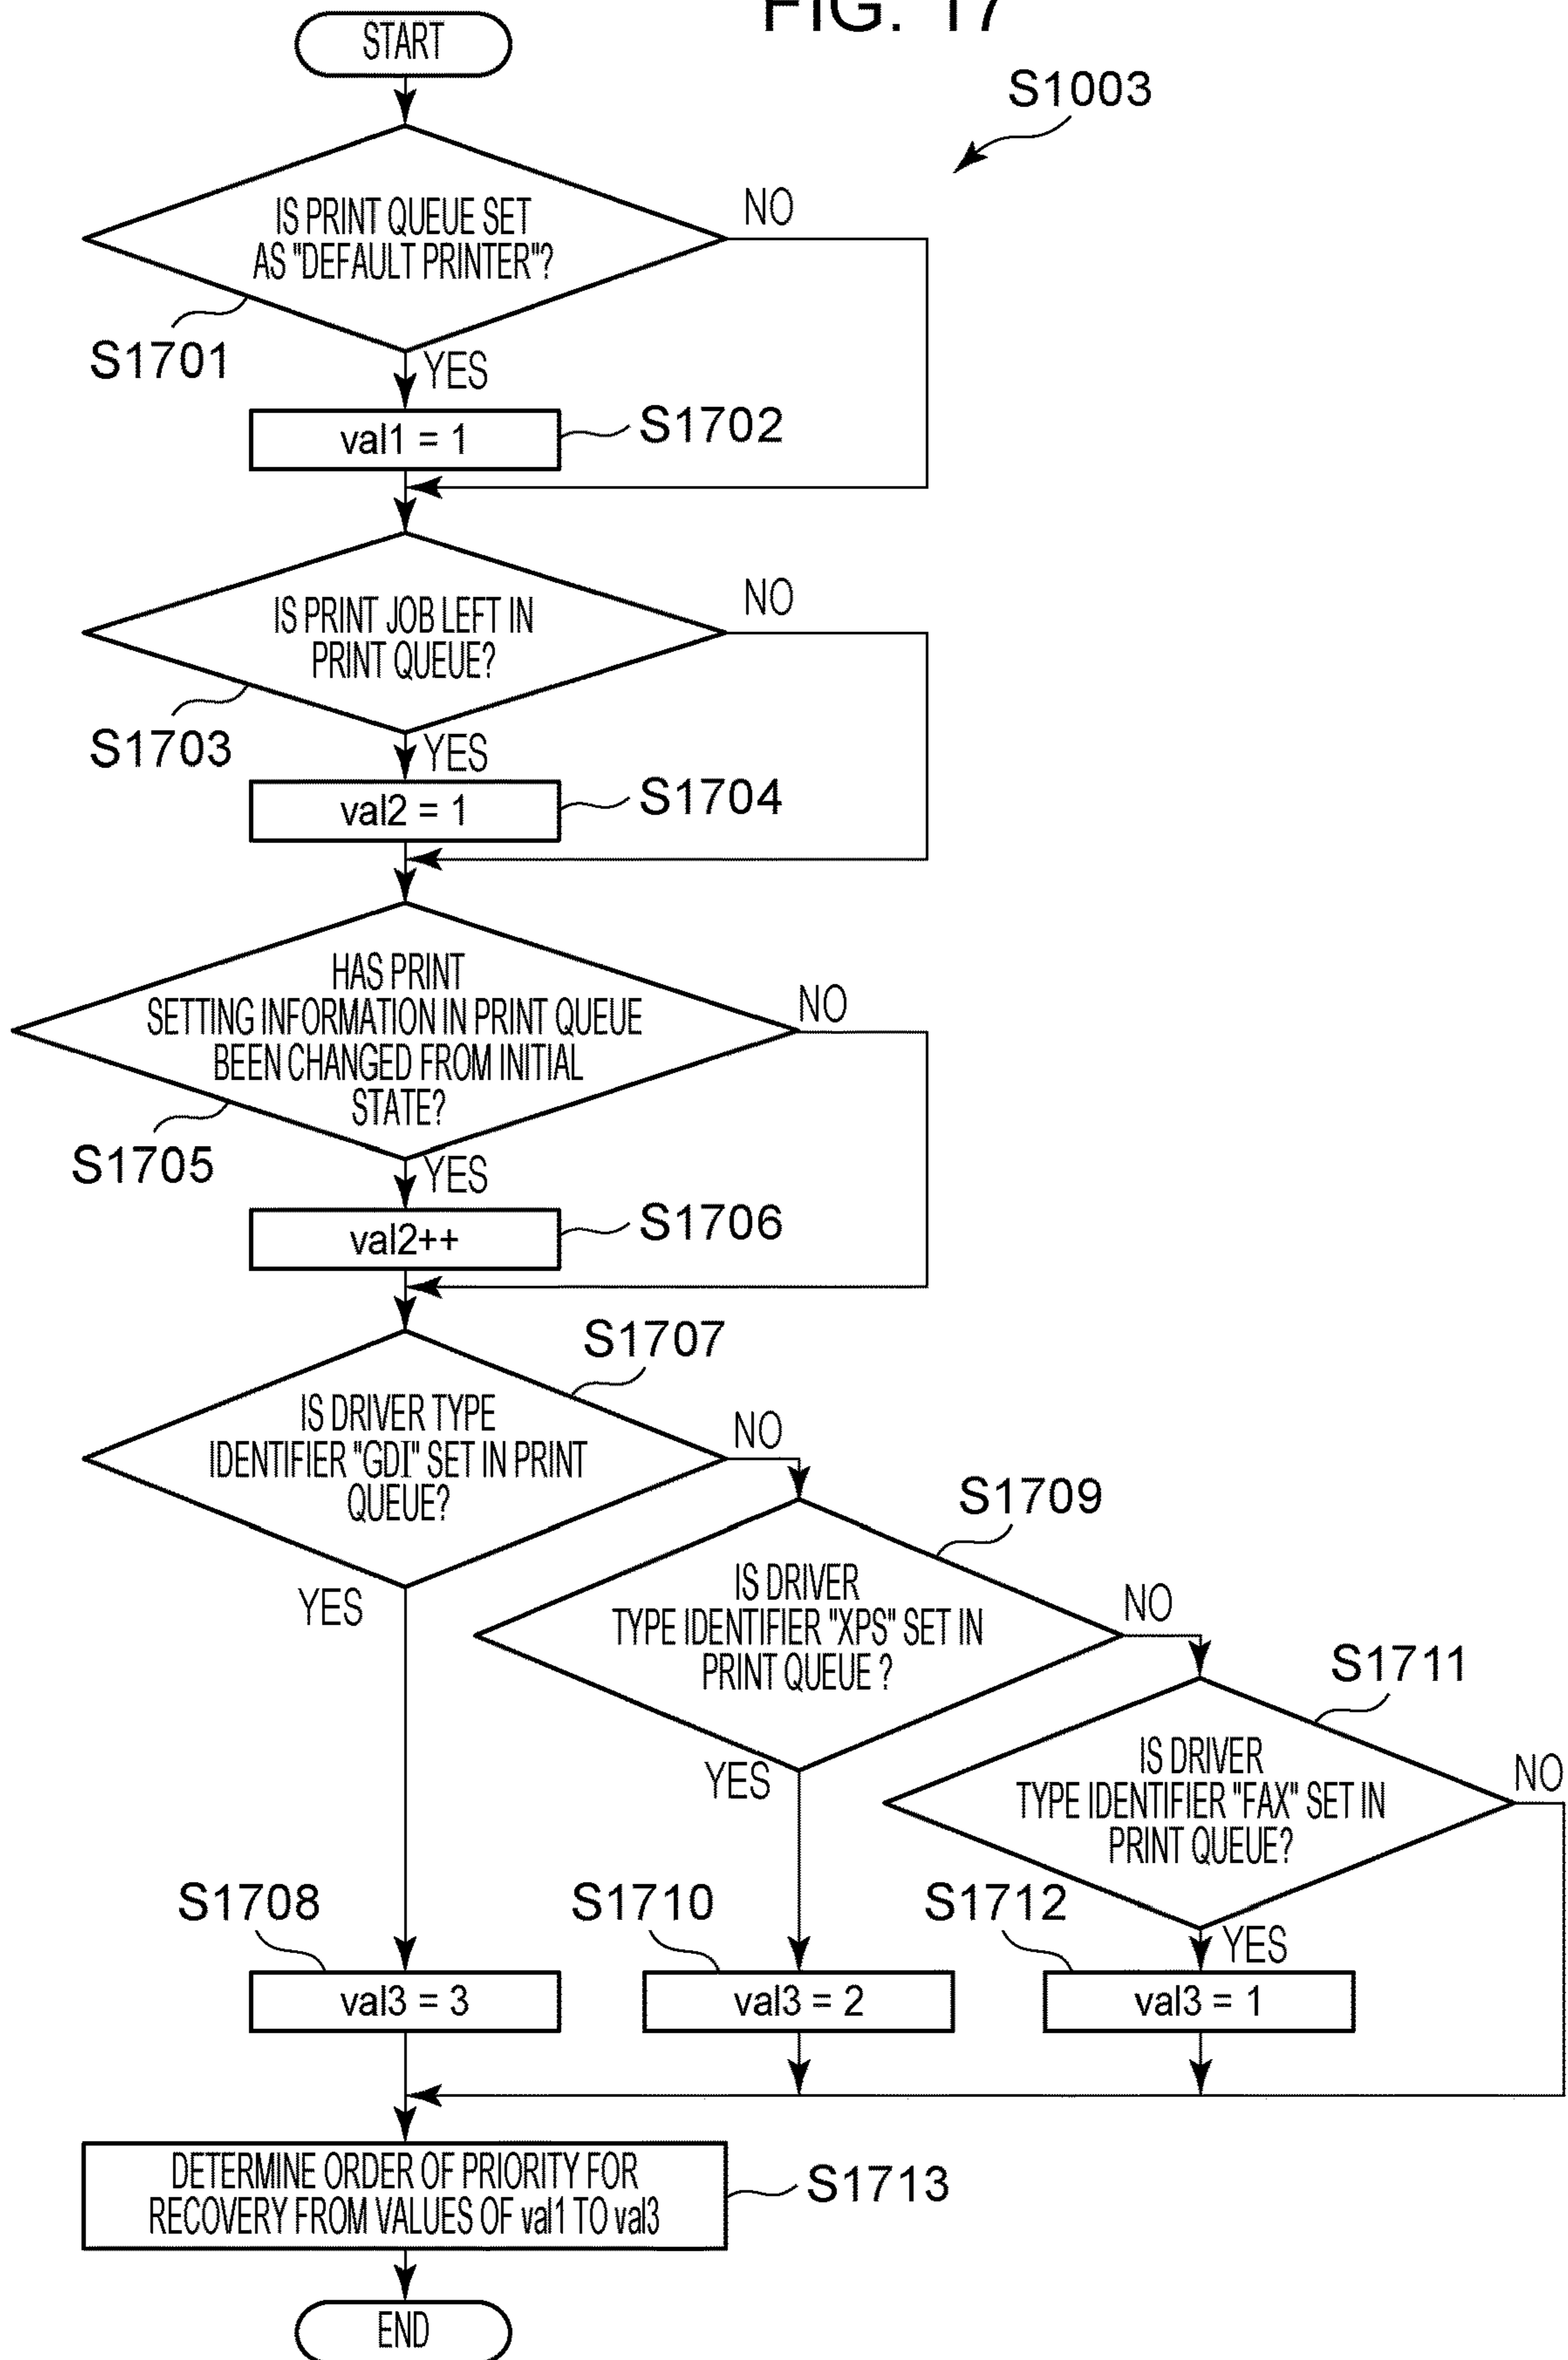 FIG. 17
START
S1003
IS PRINT QUEUE SET
AS "DEFAULT PRINTER"?
NO
S1701
YES
val1 = 1
S1702
IS PRINT JOB LEFT IN
PRINT QUEUE?
NO
S1703
YES
val2 = 1
S1704
HAS PRINT
SETTING INFORMATION IN PRINT QUEUE
BEEN CHANGED FROM INITIAL
STATE?
NO
S1705
YES
val2++
S1706
S1707
IS DRIVER TYPE
IDENTIFIER "GDI" SET IN PRINT
QUEUE?
NO
YES
S1709
IS DRIVER
TYPE IDENTIFIER "XPS" SET IN
PRINT QUEUE ?
NO
YES
S1711
IS DRIVER
TYPE IDENTIFIER "FAX" SET IN
PRINT QUEUE?
NO
YES
S1708
val3 = 3
S1710
val3 = 2
S1712
val3 = 1
DETERMINE ORDER OF PRIORITY FOR
RECOVERY FROM VALUES OF val1 TO val3
S1713
END